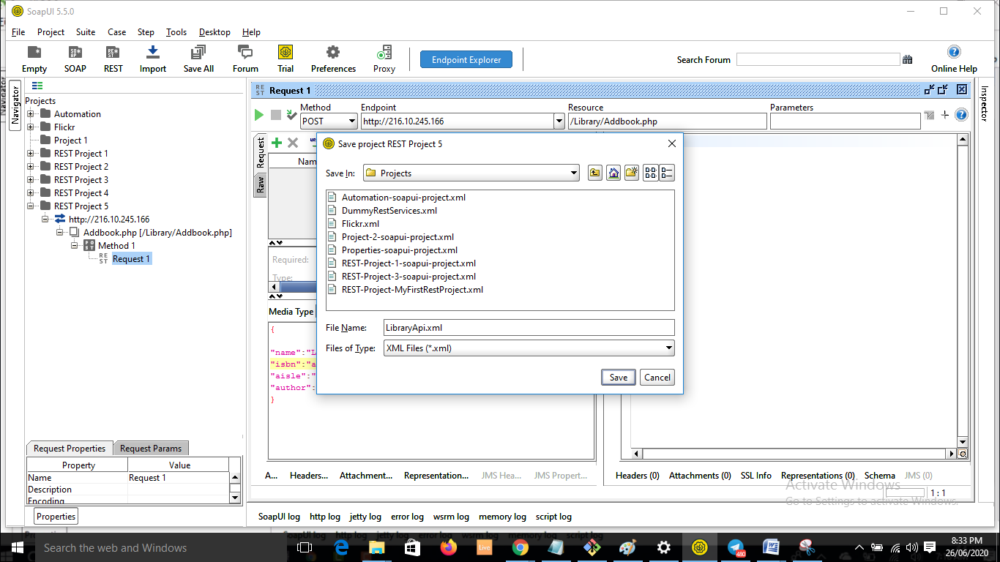 SoapUI 5.5.0
File Project Suite Case Step Tools Desktop Help
Empty SOAP REST Import Save All Forum Trial Preferences Proxy Endpoint Explorer Search Forum Online Help
Navigator
Projects
Automation
Flickr
Project 1
REST Project 1
REST Project 2
REST Project 3
REST Project 4
REST Project 5
http://216.10.245.166
Addbook.php [/Library/Addbook.php]
Method 1
Request 1
Request Properties Request Params
Property Value
Name Request 1
Description
Encoding
Properties
Request 1
Inspector
Method Endpoint Resource Parameters
POST http://216.10.245.166 /Library/Addbook.php
Request
Raw
Nam
Required:
Type:
Media Type
{
"name":"L
"isbn":"a
"aisle":"
"author":
}
Save project REST Project 5
Save In: Projects
Automation-soapui-project.xml
DummyRestServices.xml
Flickr.xml
Project-2-soapui-project.xml
Properties-soapui-project.xml
REST-Project-1-soapui-project.xml
REST-Project-3-soapui-project.xml
REST-Project-MyFirstRestProject.xml
File Name: LibraryApi.xml
Files of Type: XML Files (*.xml)
Save Cancel
A... Headers... Attachment... Representation... JMS Hea... JMS Propert...
Headers (0) Attachments (0) SSL Info Representations (0) Schema JMS (0)
Activate Windows
Go to Settings to activate Windows.
1 : 1
SoapUI log http log jetty log error log wsrm log memory log script log
Search the web and Windows
Live
480
8:33 PM
26/06/2020